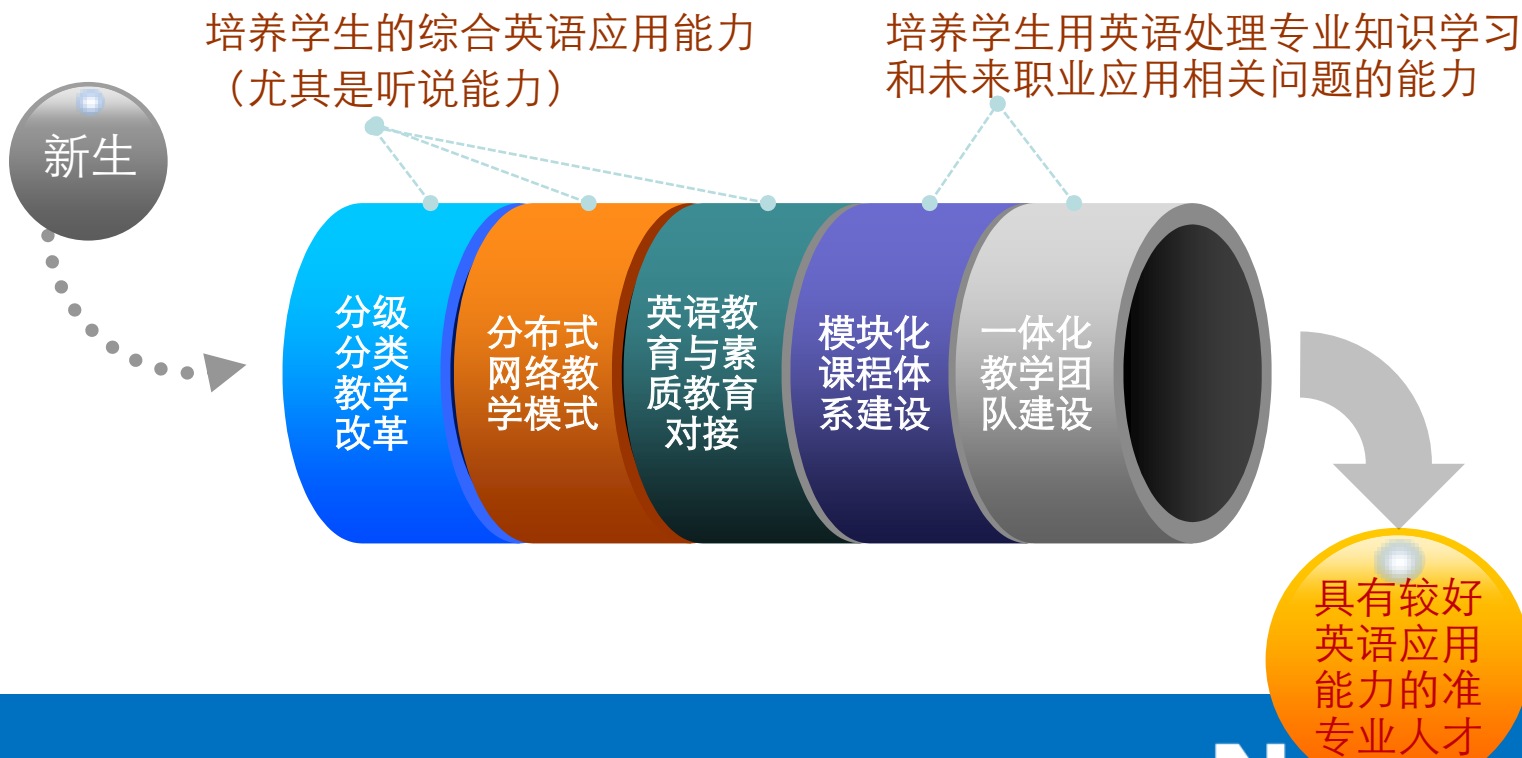 培养学生的综合英语应用能力
（尤其是听说能力）
培养学生用英语处理专业知识学习
和未来职业应用相关问题的能力
新生
分级
分类
教学
改革
分布式
网络教
学模式
英语教
育与素
质教育
对接
模块化
课程体
系建设
一体化
教学团
队建设
具有较好
英语应用
能力的准
专业人才